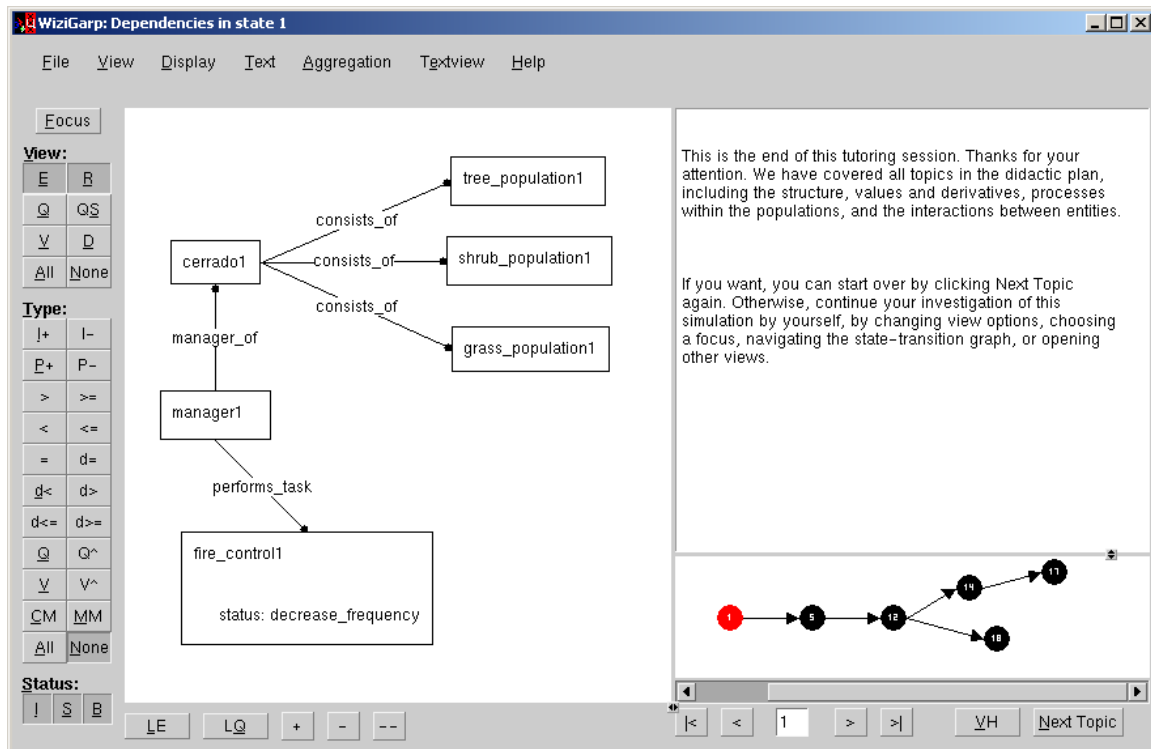 WiziGarp: Dependencies in state 1
File View Display Text Aggregation Textview Help
Focus
View:
E R
Q QS
V D
All None
Type:
I+ I-
P+ P-
> >=
< <=
= d=
d< d>
d<= d>=
Q Q^
V V^
CM MM
All None
Status:
I S B
tree_population1
consists_of
cerrado1
consists_of
shrub_population1
consists_of
manager_of
grass_population1
manager1
performs_task
fire_control1
status: decrease_frequency
LE LQ + - --
This is the end of this tutoring session. Thanks for your
attention. We have covered all topics in the didactic plan,
including the structure, values and derivatives, processes
within the populations, and the interactions between entities.
If you want, you can start over by clicking Next Topic
again. Otherwise, continue your investigation of this
simulation by yourself, by changing view options, choosing
a focus, navigating the state-transition graph, or opening
other views.
1 5 12 14 17
18
|< < 1 > >| VH Next Topic